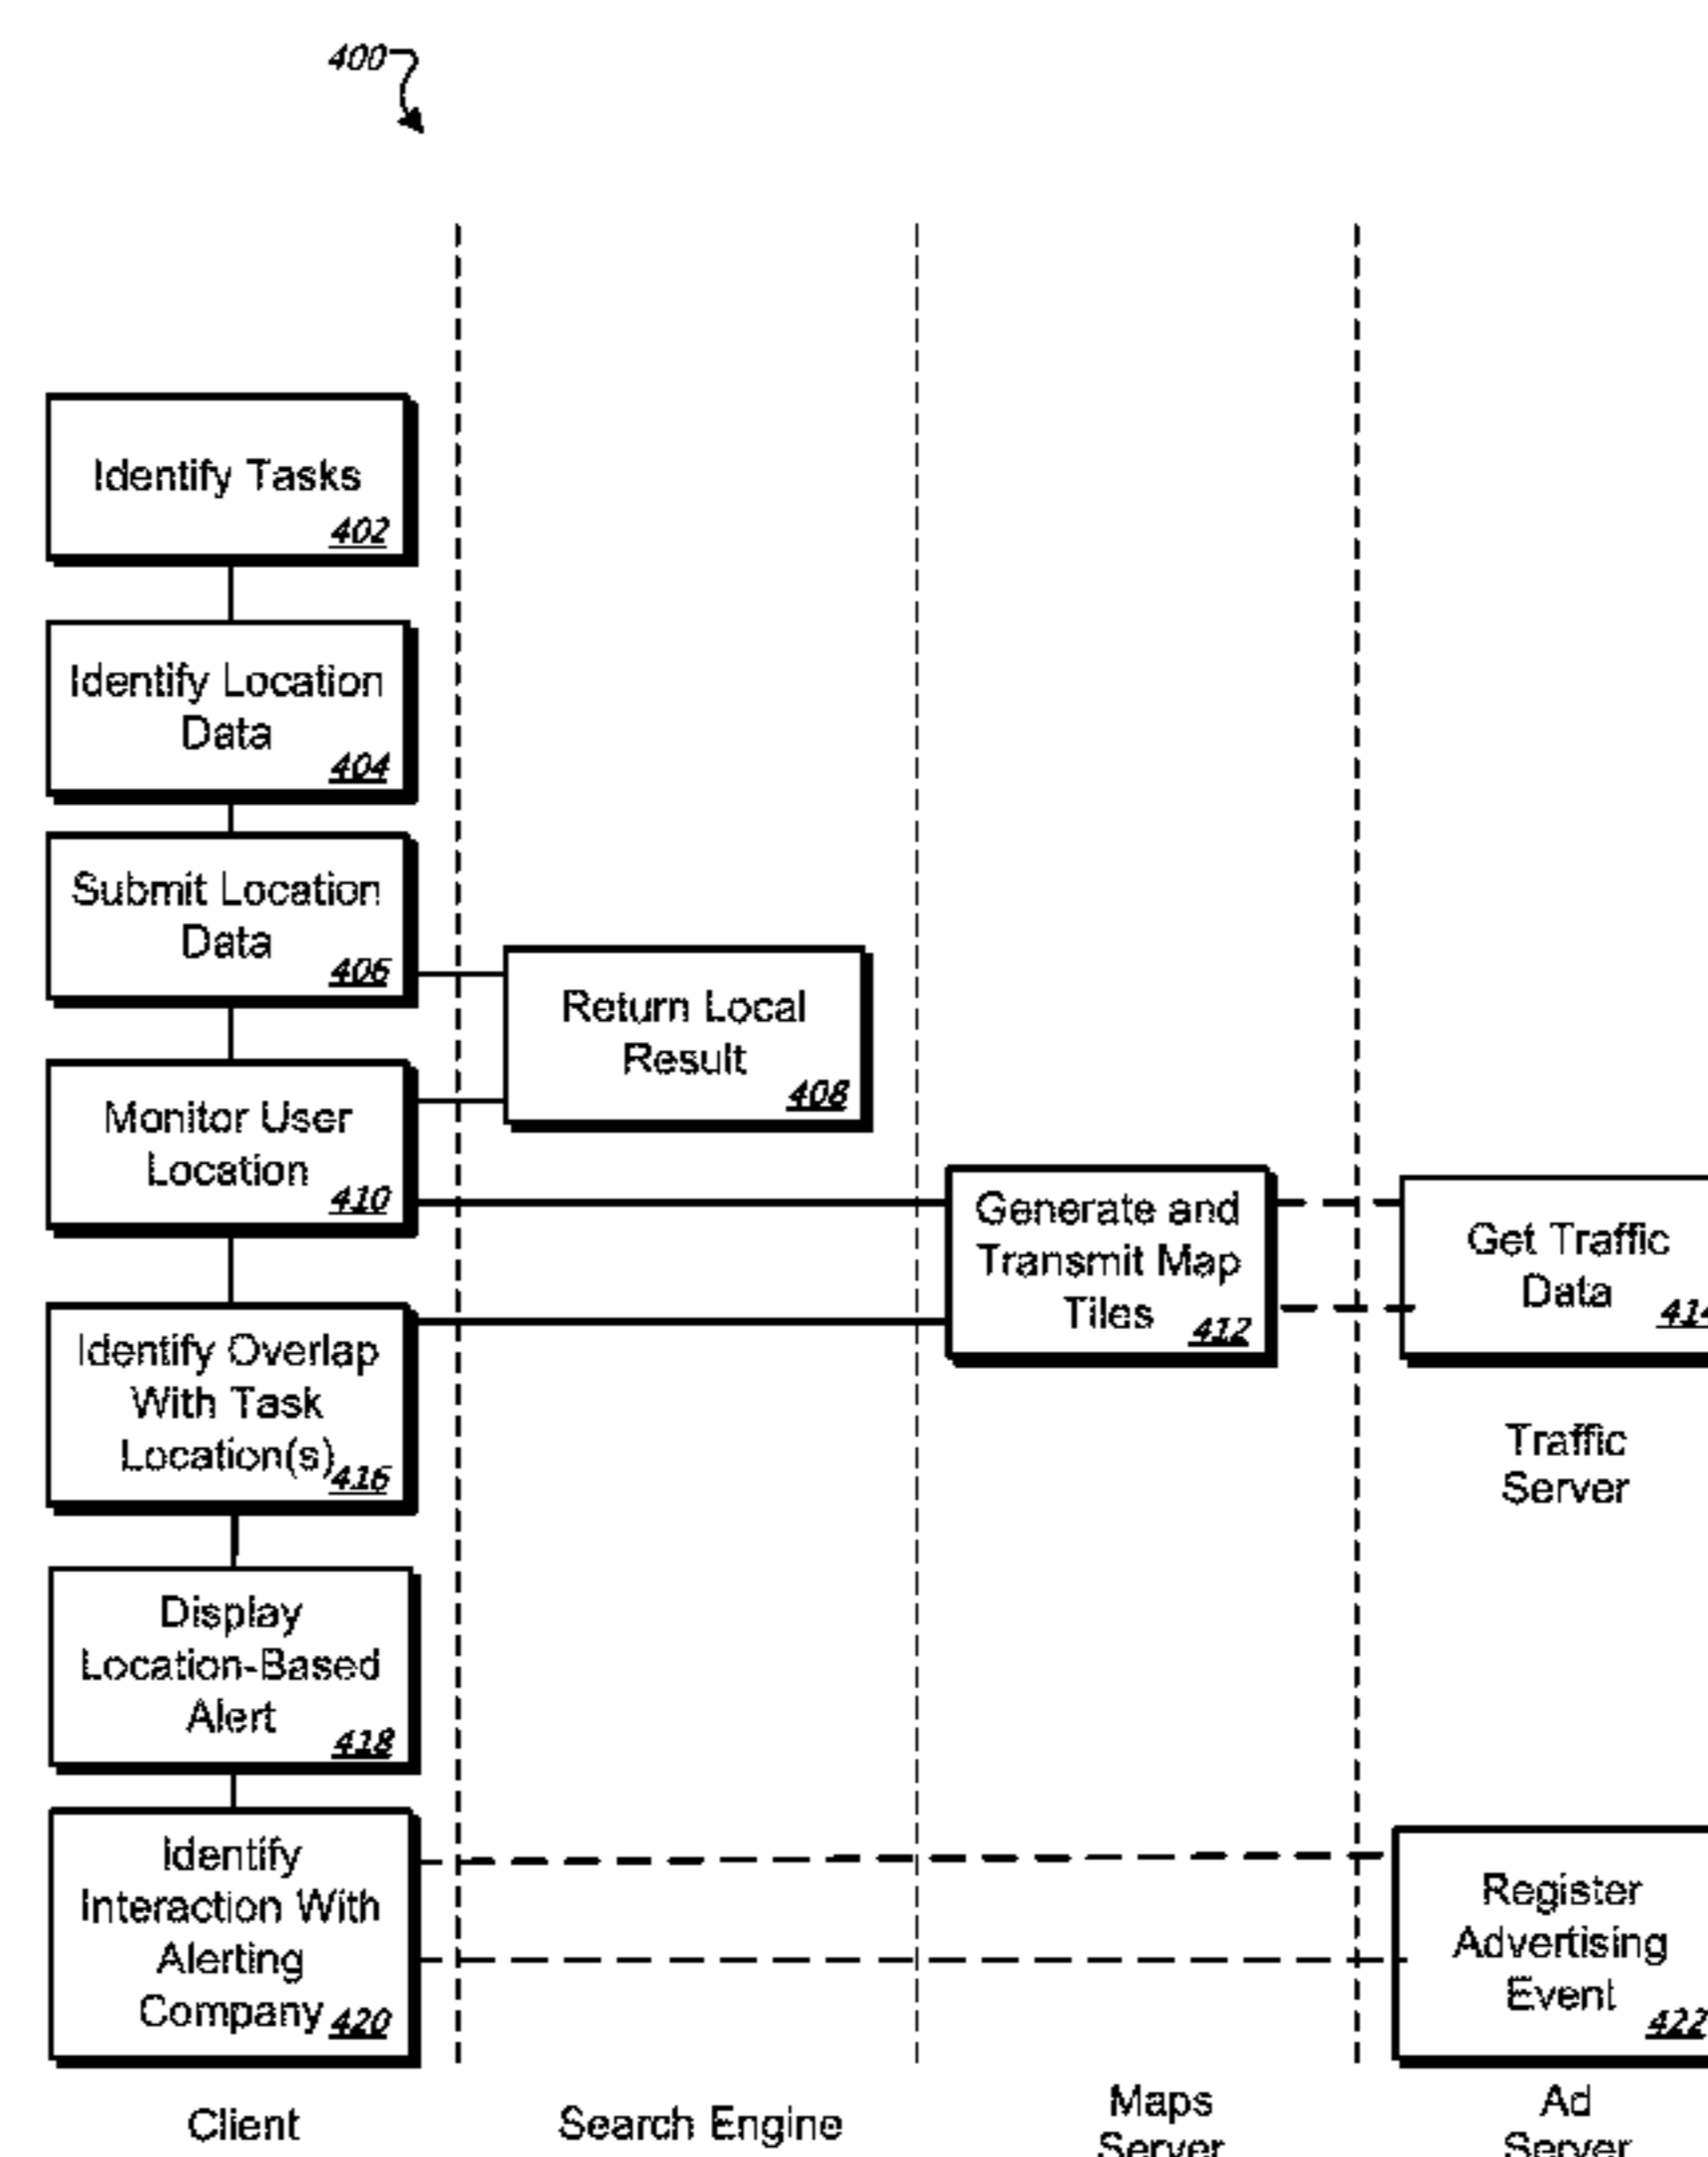 400
Identify Tasks
402
Identify Location
Data
404
Submit Location
Data
406
Return Local
Result
408
Monitor User
Location
410
Generate and
Transmit Map
Tiles
412
Get Traffic
Data
414
Traffic
Server
Identify Overlap
With Task
Location(s)
416
Display
Location-Based
Alert
418
Identify
Interaction With
Alerting
Company
420
Register
Advertising
Event
422
Client
Search Engine
Maps
Server
Ad
Server